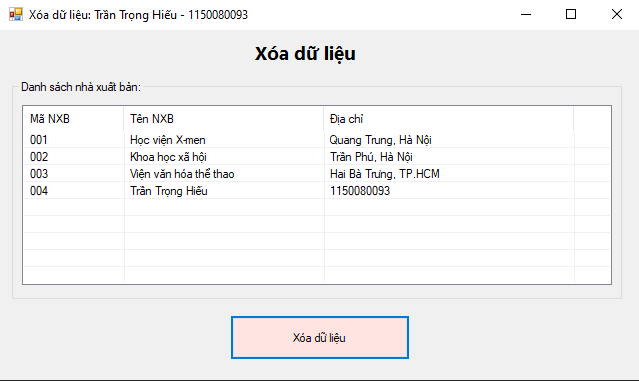 Xóa dữ liệu: Trần Trọng Hiếu - 1150080093
Xóa dữ liệu
Danh sách nhà xuất bản:
Mã NXB Tên NXB Địa chỉ
001 Học viện X-men Quang Trung, Hà Nội
002 Khoa học xã hội Trần Phú, Hà Nội
003 Viện văn hóa thể thao Hai Bà Trưng, TP.HCM
004 Trần Trọng Hiếu 1150080093
Xóa dữ liệu